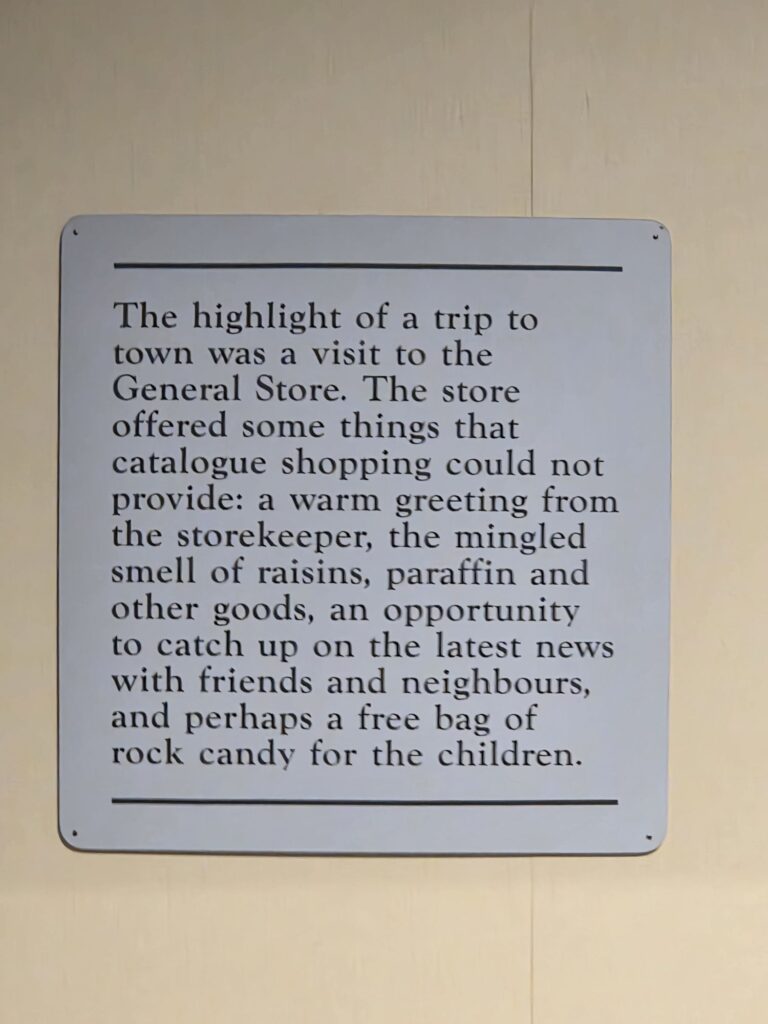 The highlight of a trip to
town was a visit to the
General Store. The store
offered some things that
catalogue shopping could not
provide: a warm greeting from
the storekeeper, the mingled
smell of raisins, paraffin and
other goods, an opportunity
to catch up on the latest news
with friends and neighbours,
and perhaps a free bag of
rock candy for the children.